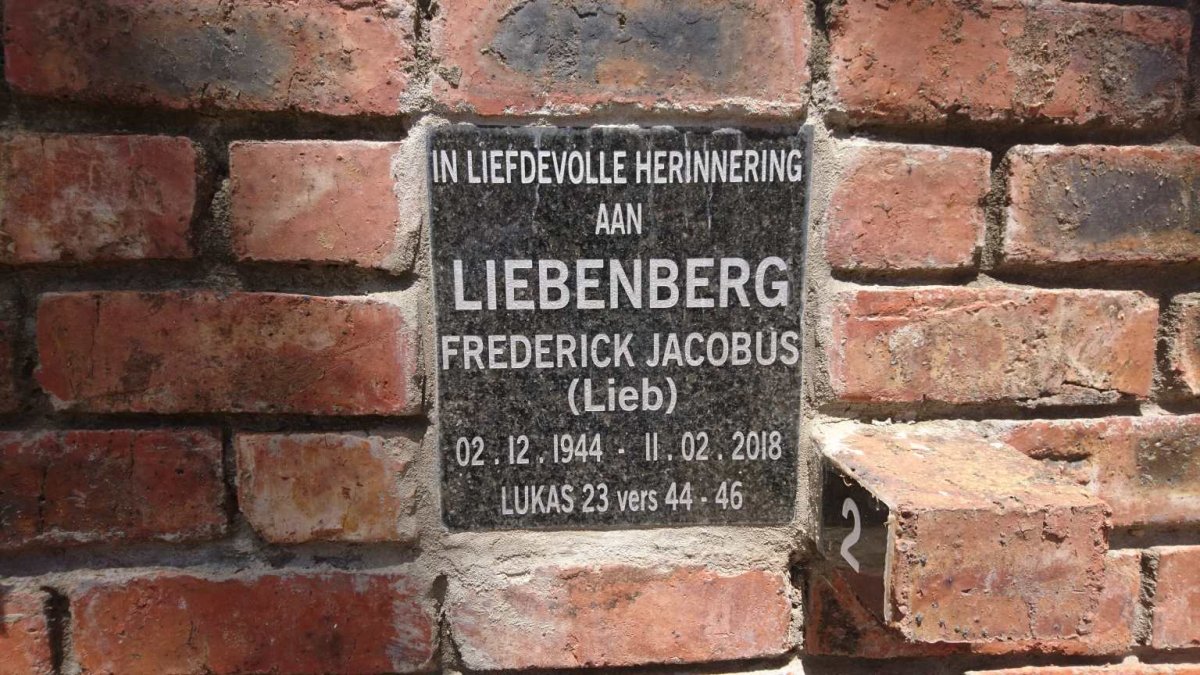 IN LIEFDEVOLLE HERINNERING
AAN
LIEBENBERG
FREDERICK JACOBUS
(Lieb)
02 . 12 . 1944 - 11 . 02 . 2018
LUKAS 23 vers 44 - 46
2